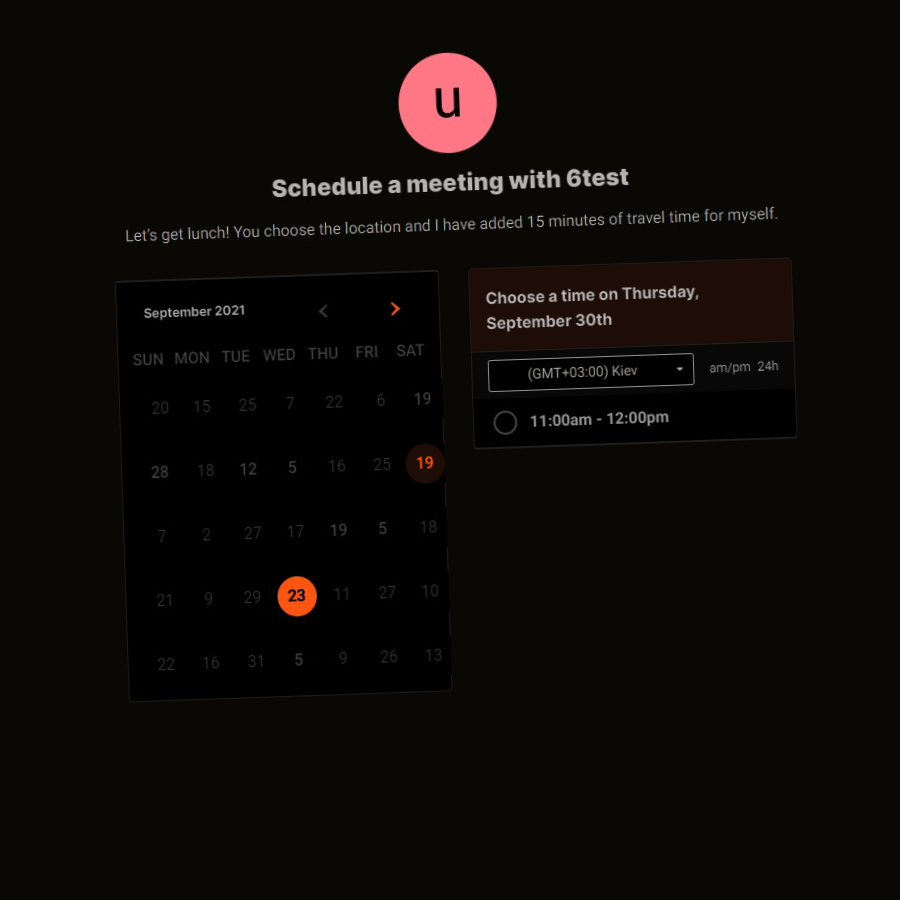 u
Schedule a meeting with 6test
Let's get lunch! You choose the location and I have added 15 minutes of travel time for myself.
September 2021
SUN MON TUE WED THU FRI SAT
20 15 25 7 22 6 19
28 18 12 5 16 25 19
7 2 27 17 19 5 18
21 9 29 23 11 27 10
22 16 31 5 9 26 13
Choose a time on Thursday,
September 30th
(GMT+03:00) Kiev
am/pm 24h
11:00am - 12:00pm